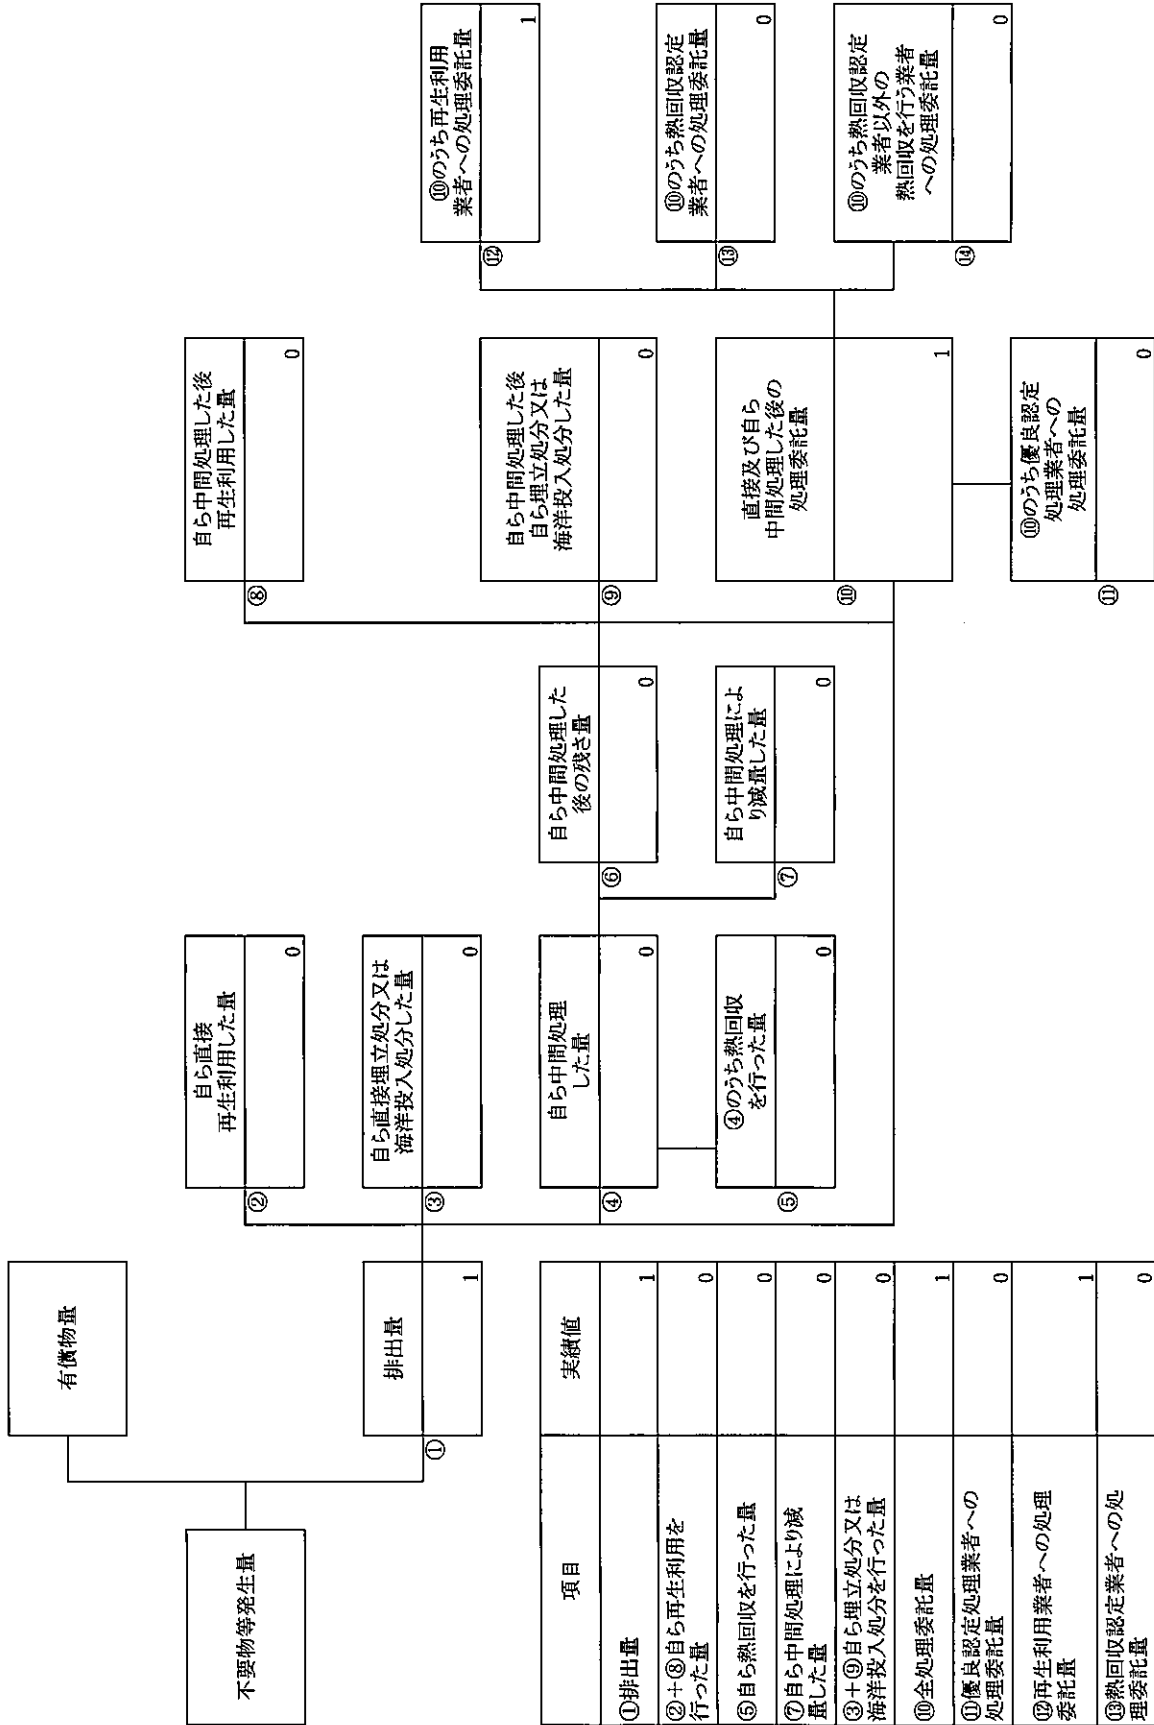 不要物等発生量
有償物量
①
排出量
1
②
自ら直接
再生利用した量
0
③
自ら直接埋立処分又は
海洋投入処分した量
0
④
自ら中間処理
した量
0
⑤
④のうち熱回収
を行った量
0
⑥
自ら中間処理した
後の残さ量
0
⑦
自ら中間処理によ
り減量した量
0
⑧
自ら中間処理した後
再生利用した量
0
⑨
自ら中間処理した後
自ら埋立処分又は
海洋投入処分した量
0
⑩
直接及び自ら
中間処理した後の
処理委託量
1
⑪
⑩のうち優良認定
処理業者への
処理委託量
0
⑫
⑩のうち再生利用
業者への処理委託量
1
⑬
⑩のうち熱回収認定
業者への処理委託量
0
⑭
⑩のうち熱回収認定
業者以外の
熱回収を行う業者
への処理委託量
0
項目 実績値
①排出量 1
②+⑧自ら再生利用を
行った量 0
⑤自ら熱回収を行った量 0
⑦自ら中間処理により減
量した量 0
③+⑨自ら埋立処分又は
海洋投入処分を行った量 0
⑩全処理委託量 1
⑪優良認定処理業者への
処理委託量 0
⑫再生利用業者への処理
委託量 1
⑬熱回収認定業者への処
理委託量 0